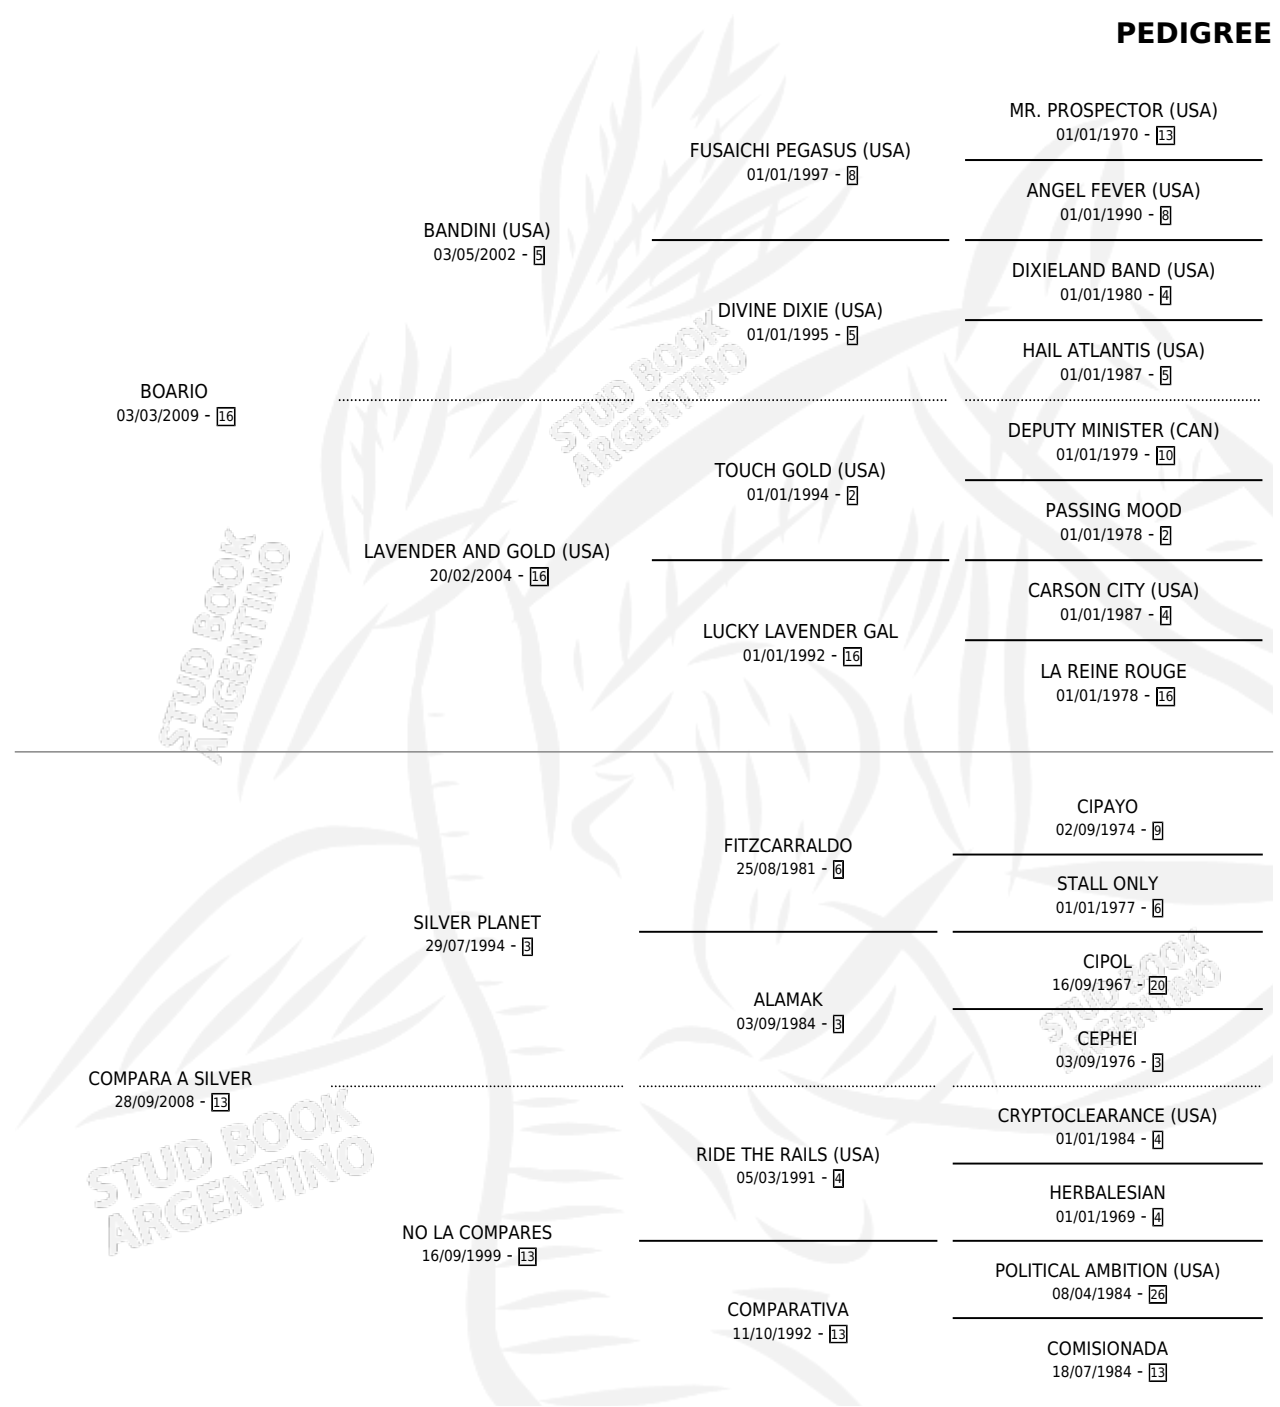 PEDIGREE
MR. PROSPECTOR (USA)
01/01/1970 - 13
FUSAICHI PEGASUS (USA)
01/01/1997 - 8
ANGEL FEVER (USA)
01/01/1990 - 8
BANDINI (USA)
03/05/2002 - 5
DIXIELAND BAND (USA)
01/01/1980 - 4
DIVINE DIXIE (USA)
01/01/1995 - 5
HAIL ATLANTIS (USA)
01/01/1987 - 5
BOARIO
03/03/2009 - 16
DEPUTY MINISTER (CAN)
01/01/1979 - 10
TOUCH GOLD (USA)
01/01/1994 - 2
PASSING MOOD
01/01/1978 - 2
LAVENDER AND GOLD (USA)
20/02/2004 - 16
CARSON CITY (USA)
01/01/1987 - 4
LUCKY LAVENDER GAL
01/01/1992 - 16
LA REINE ROUGE
01/01/1978 - 16
CIPAYO
02/09/1974 - 9
FITZCARRALDO
25/08/1981 - 6
STALL ONLY
01/01/1977 - 6
SILVER PLANET
29/07/1994 - 3
CIPOL
16/09/1967 - 20
ALAMAK
03/09/1984 - 3
CEPHEI
03/09/1976 - 3
COMPARA A SILVER
28/09/2008 - 13
CRYPTOCLEARANCE (USA)
01/01/1984 - 4
RIDE THE RAILS (USA)
05/03/1991 - 4
HERBALESIAN
01/01/1969 - 4
NO LA COMPARES
16/09/1999 - 13
POLITICAL AMBITION (USA)
08/04/1984 - 26
COMPARATIVA
11/10/1992 - 13
COMISIONADA
18/07/1984 - 13
STUD BOOK
ARGENTINO
STUD BOOK
ARGENTINO
STUD BOOK
ARGENTINO
STUD BOOK
ARGENTINO